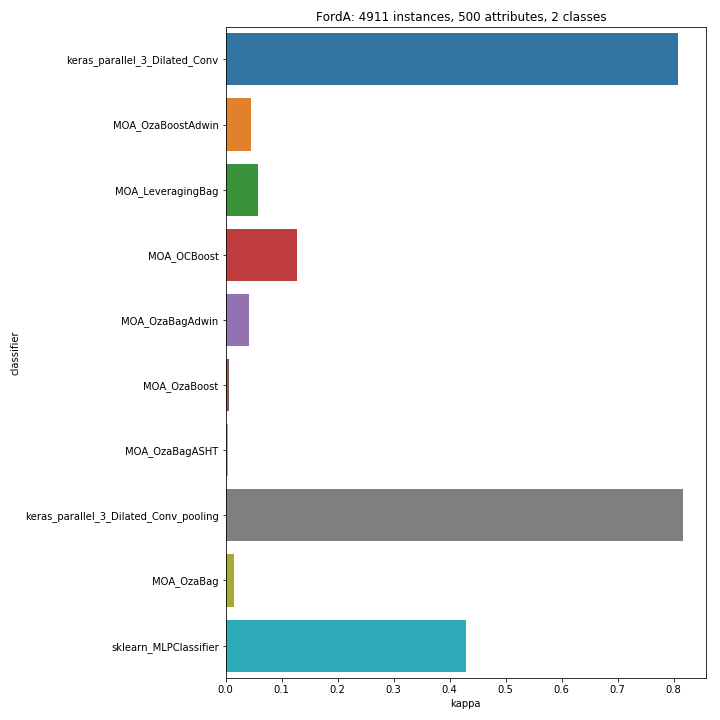 FordA: 4911 instances, 500 attributes, 2 classes
classifier
keras_parallel_3_Dilated_Conv
MOA_OzaBoostAdwin
MOA_LeveragingBag
MOA_OCBoost
MOA_OzaBagAdwin
MOA_OzaBoost
MOA_OzaBagASHT
keras_parallel_3_Dilated_Conv_pooling
MOA_OzaBag
sklearn_MLPClassifier
0.0 0.1 0.2 0.3 0.4 0.5 0.6 0.7 0.8
kappa